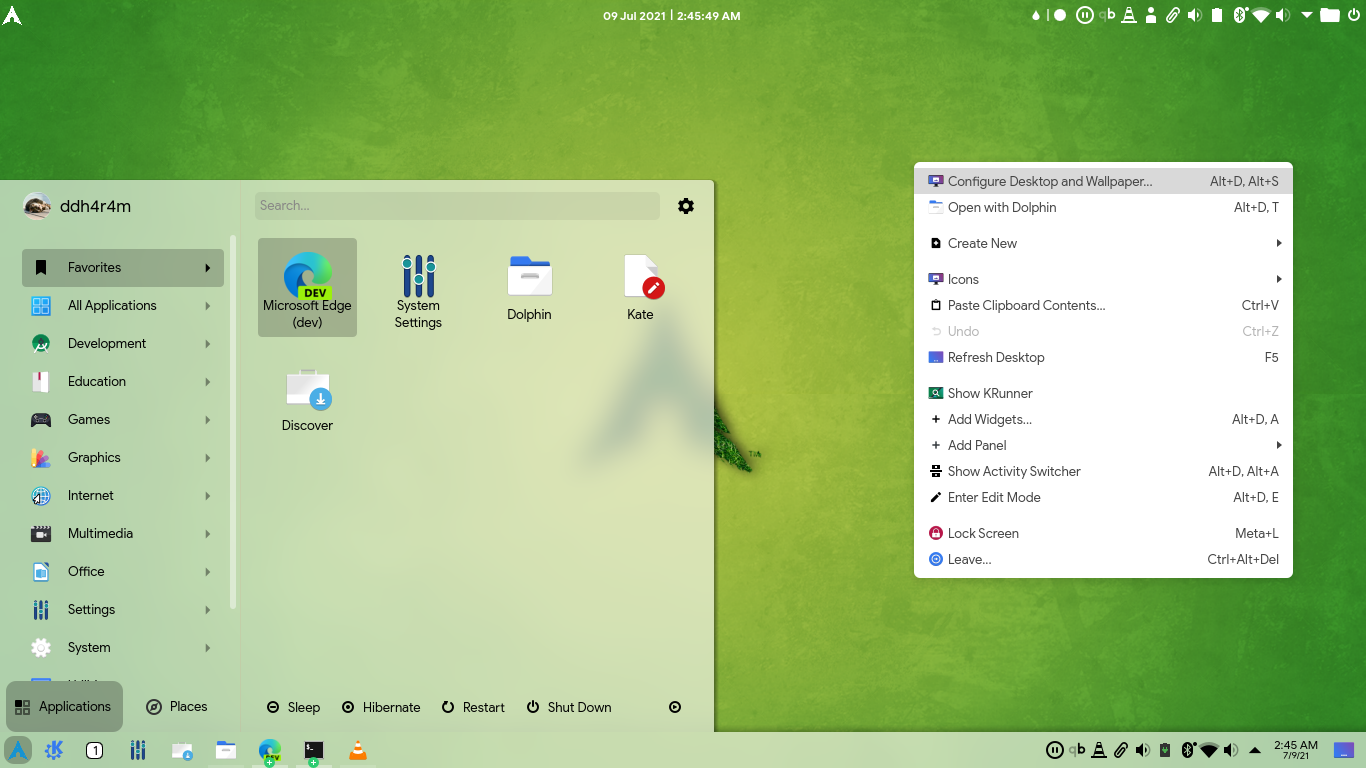 09 Jul 2021 | 2:45:49 AM
qb
ddh4r4m
Search...
Favorites
All Applications
Development
Education
Games
Graphics
Internet
Multimedia
Office
Settings
System
Applications
Places
DEV
Microsoft Edge
(dev)
System
Settings
Dolphin
Kate
Discover
Sleep
Hibernate
Restart
Shut Down
TM
Configure Desktop and Wallpaper... Alt+D, Alt+S
Open with Dolphin Alt+D, T
Create New
Icons
Paste Clipboard Contents... Ctrl+V
Undo Ctrl+Z
Refresh Desktop F5
Show KRunner
Add Widgets... Alt+D, A
Add Panel
Show Activity Switcher Alt+D, Alt+A
Enter Edit Mode Alt+D, E
Lock Screen Meta+L
Leave... Ctrl+Alt+Del
1
DEV
qb
2:45 AM
7/9/21